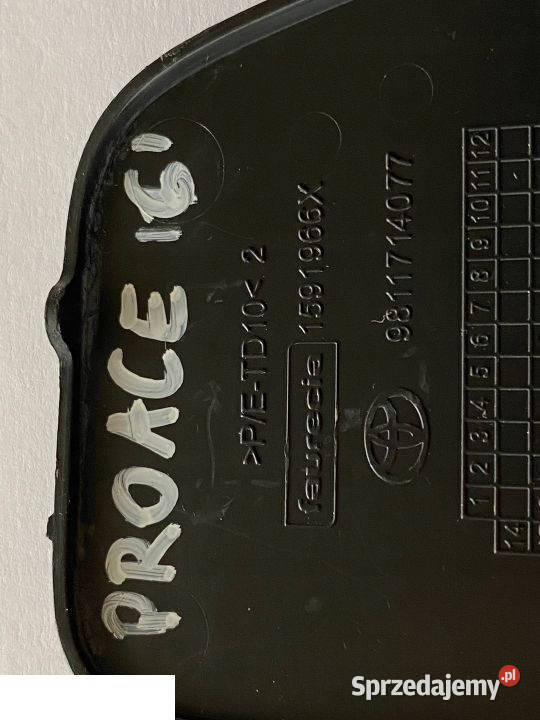 PROACE '16'
>P/E-TD10< 2
faurecia 1591966X
9811714077
1 2 3 4 5 6 7 8 9 10 11 12
14
Sprzedajemy.pl